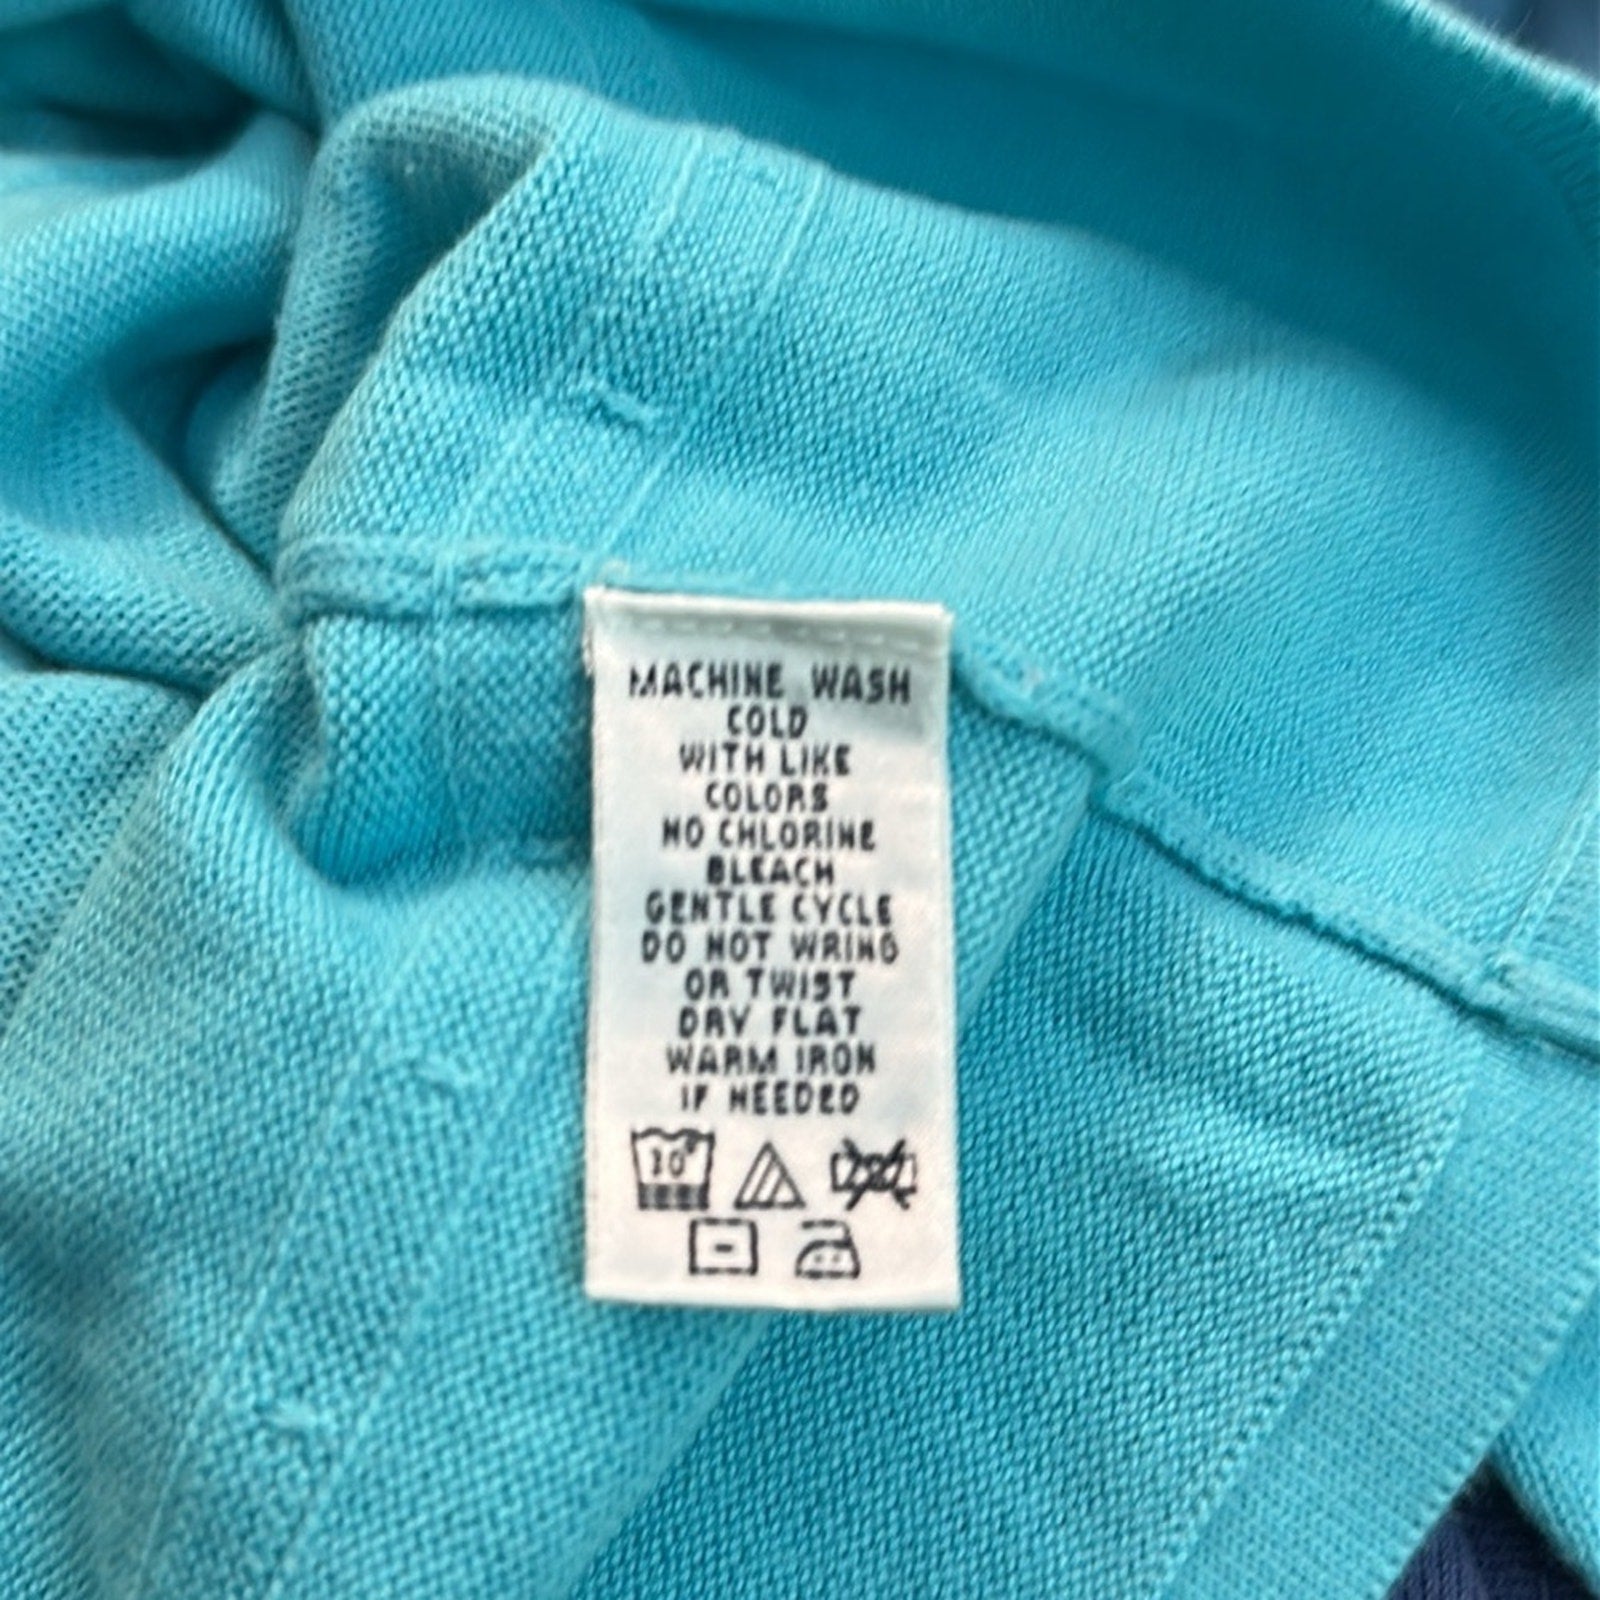 MACHINE WASH
COLD
WITH LIKE
COLORS
NO CHLORINE
BLEACH
GENTLE CYCLE
DO NOT WRING
OR TWIST
DRY FLAT
WARM IRON
IF NEEDED